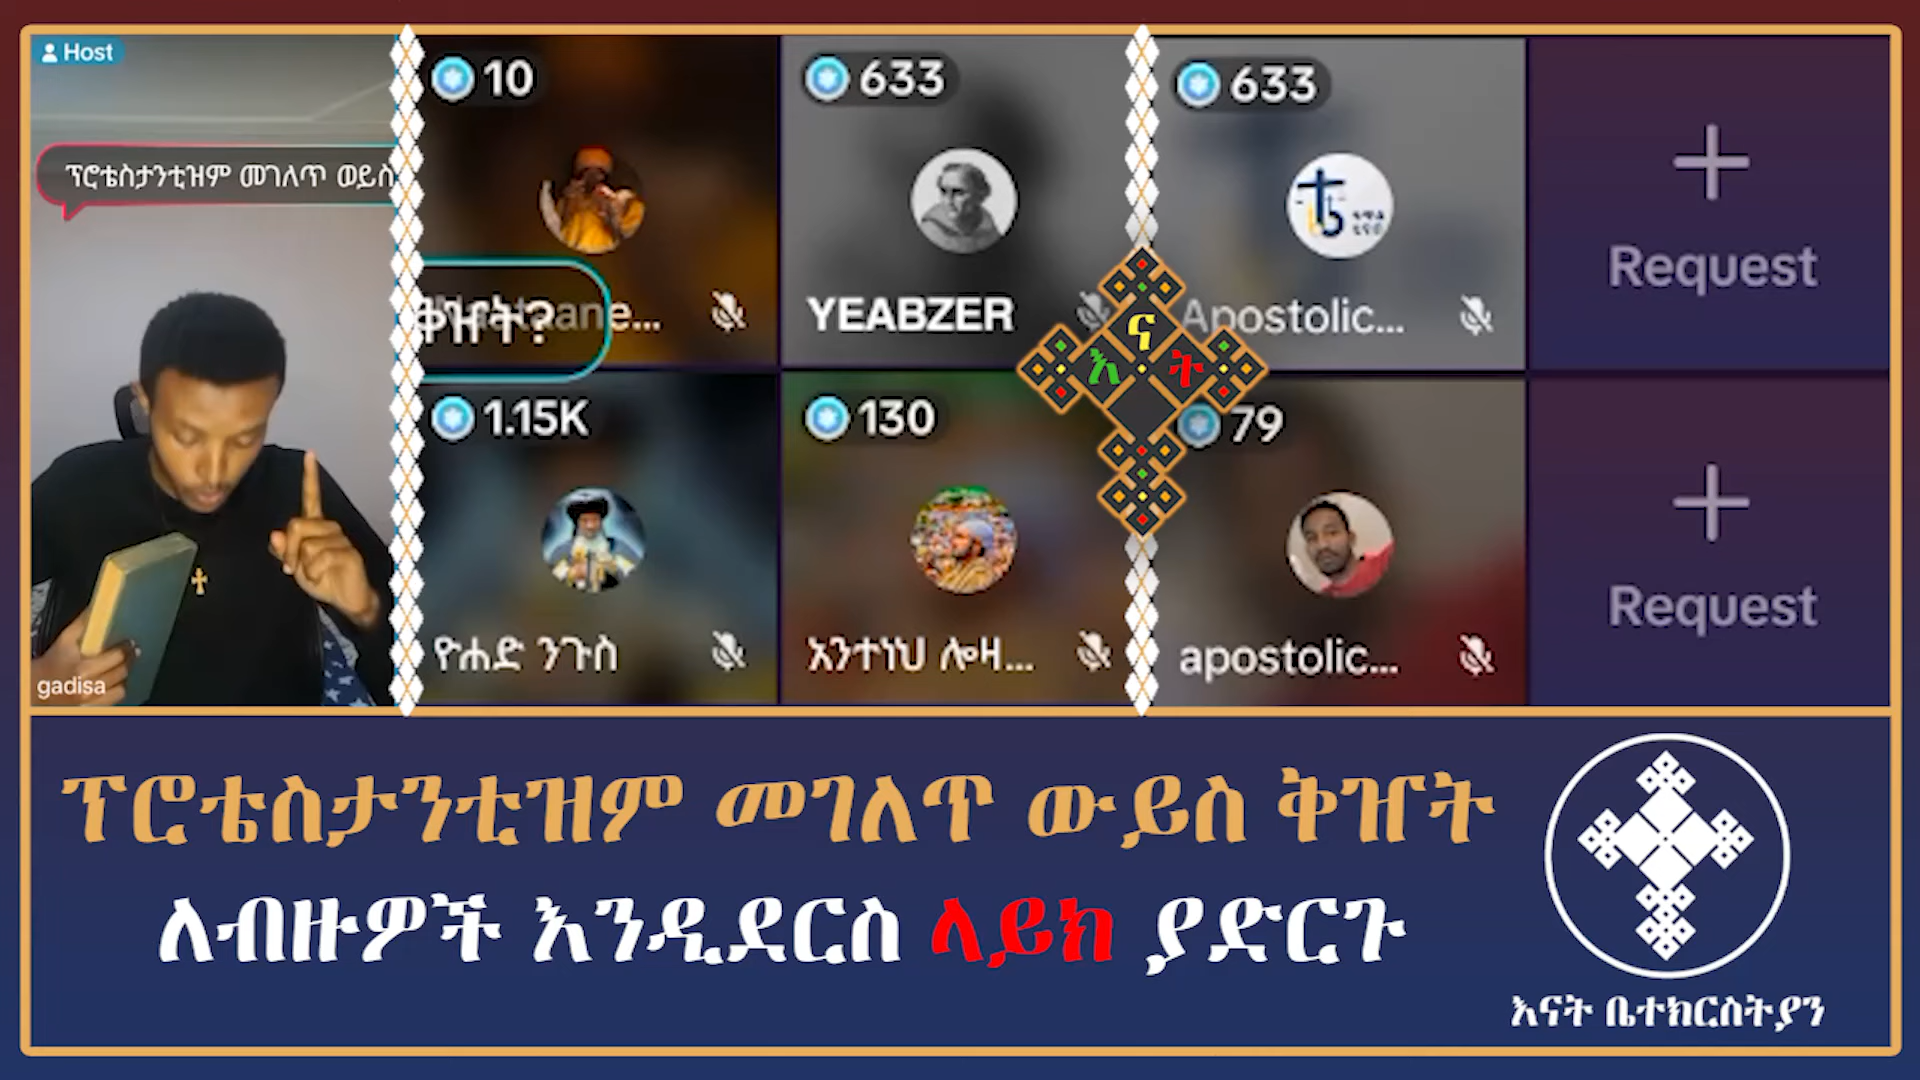 Host
ፕሮቴስታንቲዝም መገለጥ ወይስ
ቅዠት?
10
633
YEABZER
633
Apostolic...
Request
እናት
gadisa
1.15K
ዮሐድ ንጉስ
130
አንተነህ ሎዛ...
79
apostolic...
Request
ፕሮቴስታንቲዝም መገለጥ ውይስ ቅዠት
ለብዙዎች እንዲደርስ ላይክ ያድርጉ
እናት ቤተክርስትያን